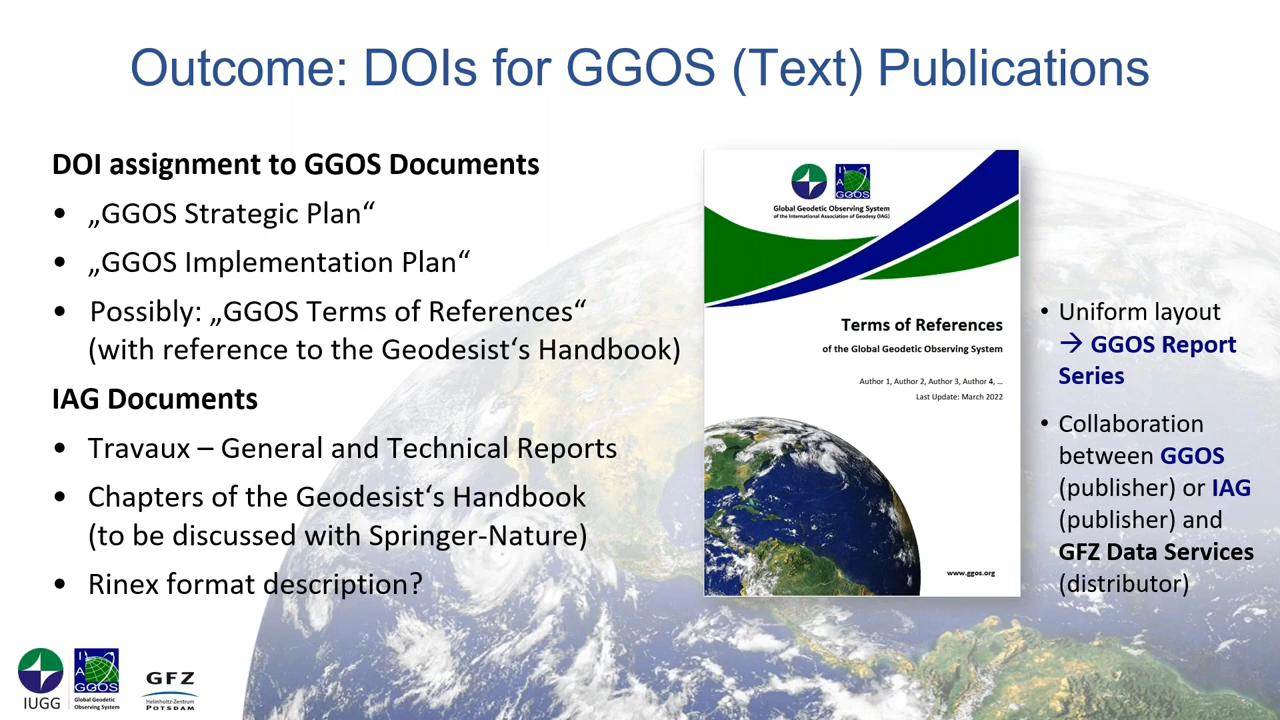 Outcome: DOIs for GGOS (Text) Publications
DOI assignment to GGOS Documents
• „GGOS Strategic Plan“
• „GGOS Implementation Plan“
• Possibly: „GGOS Terms of References“
(with reference to the Geodesist‘s Handbook)
IAG Documents
• Travaux – General and Technical Reports
• Chapters of the Geodesist‘s Handbook
(to be discussed with Springer-Nature)
• Rinex format description?
I A
GGOS
Global Geodetic Observing System
of the International Association of Geodesy (IAG)
Terms of References
of the Global Geodetic Observing System
Author 1, Author 2, Author 3, Author 4, ...
Last Update: March 2022
www.ggos.org
• Uniform layout
→ GGOS Report
Series
• Collaboration
between GGOS
(publisher) or IAG
(publisher) and
GFZ Data Services
(distributor)
IUGG
I A
GGOS
Global Geodetic
Observing System
GFZ
Helmholtz-Zentrum
POTSDAM